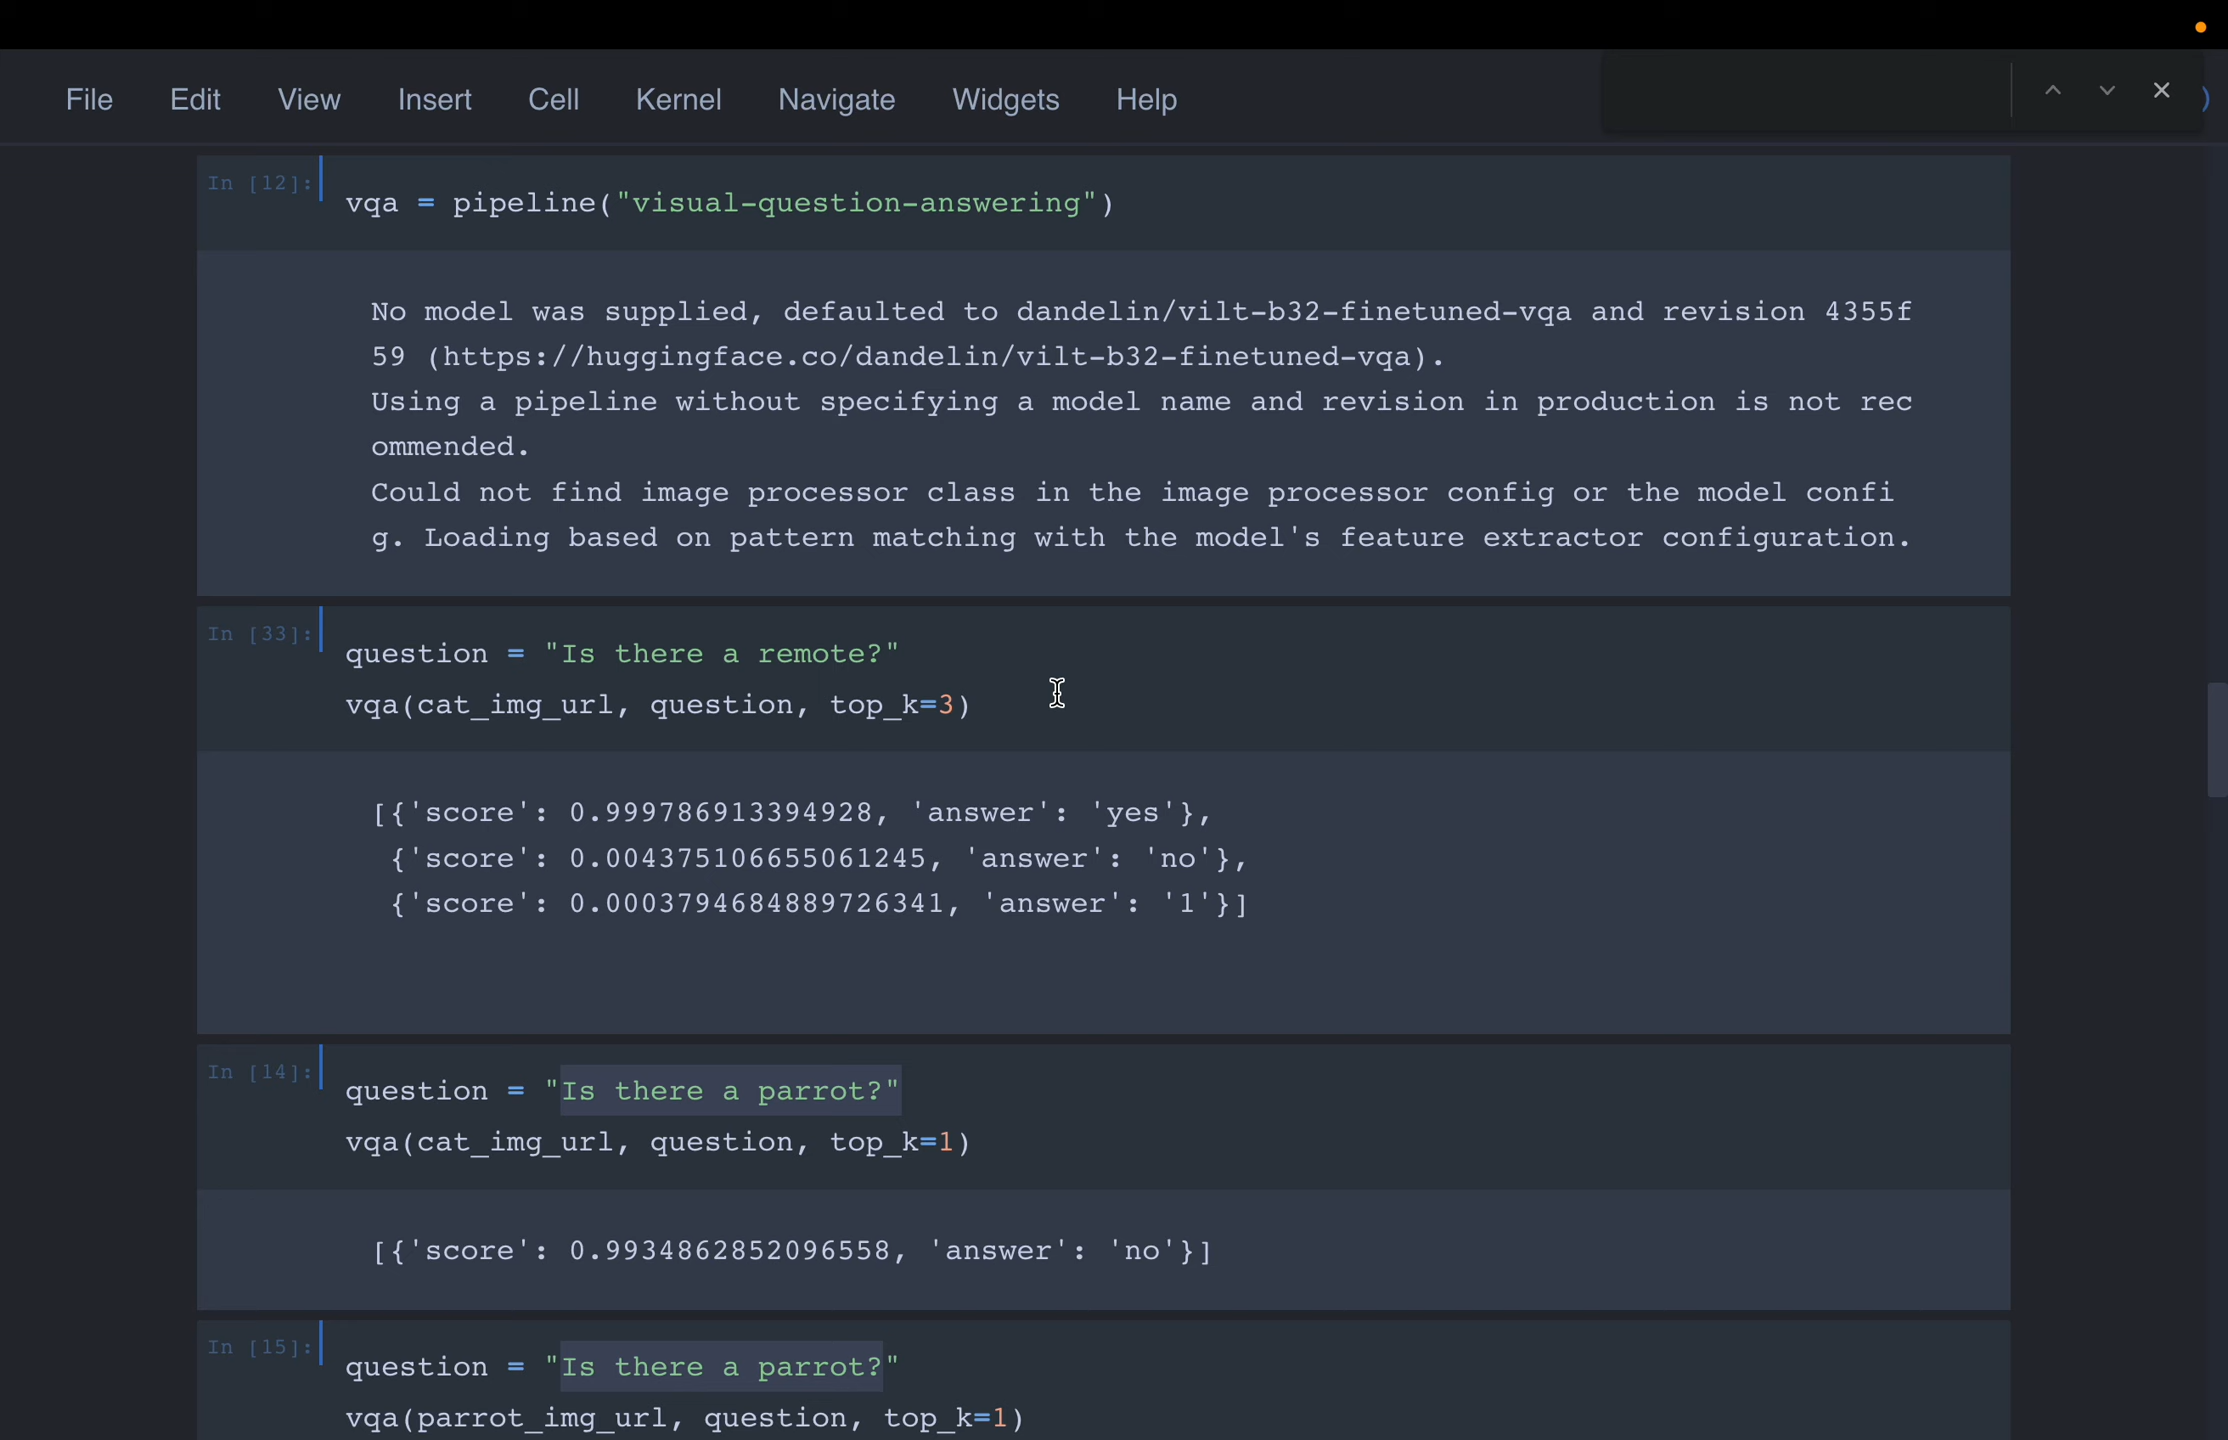 File Edit View Insert Cell Kernel Navigate Widgets Help
In [12]:
vqa = pipeline("visual-question-answering")
No model was supplied, defaulted to dandelin/vilt-b32-finetuned-vqa and revision 4355f
59 (https://huggingface.co/dandelin/vilt-b32-finetuned-vqa).
Using a pipeline without specifying a model name and revision in production is not rec
ommended.
Could not find image processor class in the image processor config or the model confi
g. Loading based on pattern matching with the model's feature extractor configuration.
In [33]:
question = "Is there a remote?"
vqa(cat_img_url, question, top_k=3)
[{'score': 0.999786913394928, 'answer': 'yes'},
{'score': 0.004375106655061245, 'answer': 'no'},
{'score': 0.0003794684889726341, 'answer': '1'}]
In [14]:
question = "Is there a parrot?"
vqa(cat_img_url, question, top_k=1)
[{'score': 0.9934862852096558, 'answer': 'no'}]
In [15]:
question = "Is there a parrot?"
vqa(parrot_img_url, question, top_k=1)